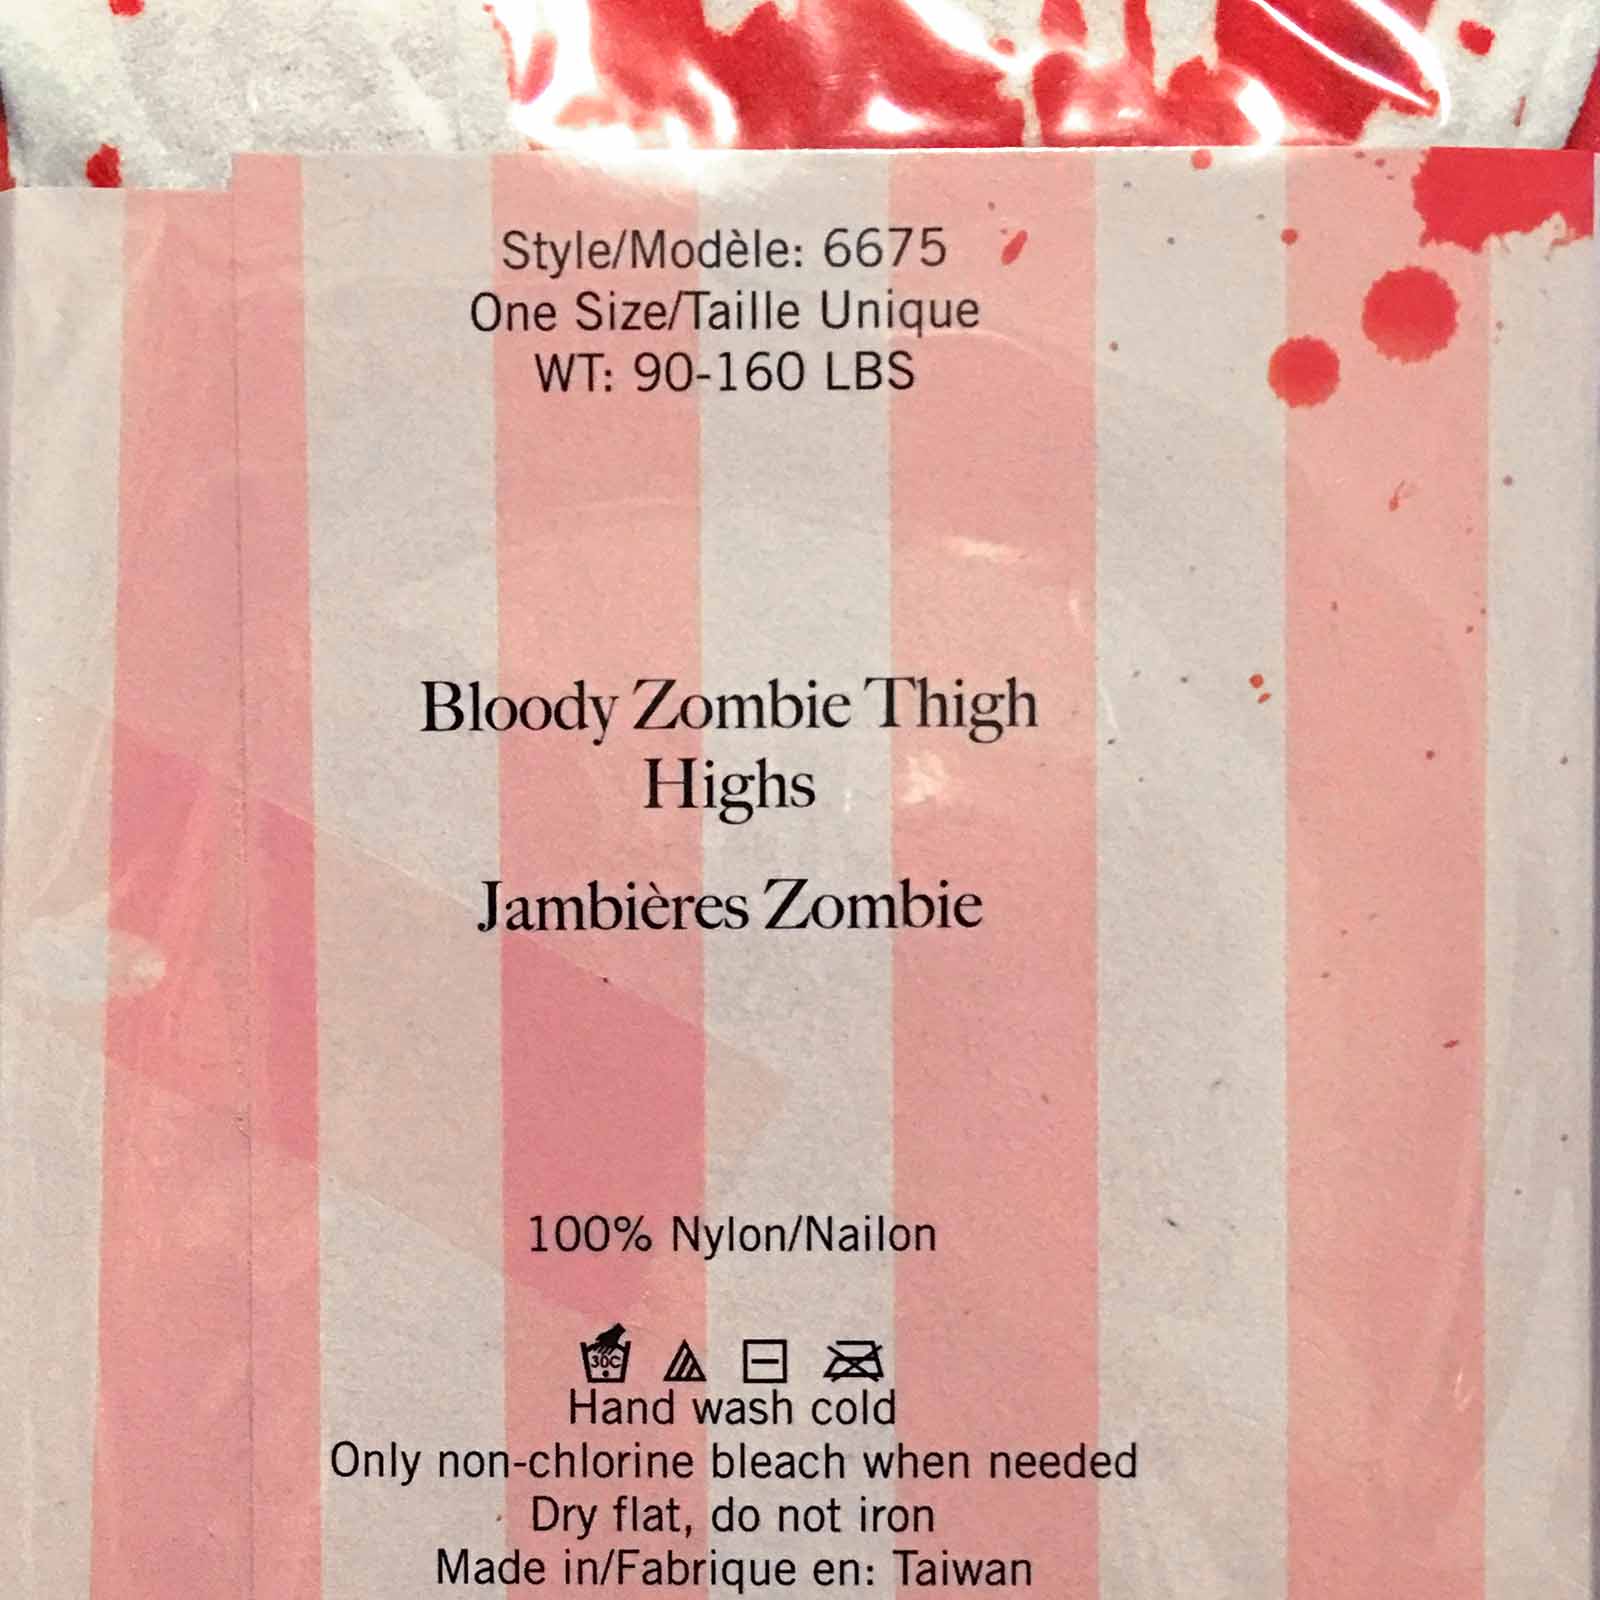 Style/Modèle: 6675
One Size/Taille Unique
WT: 90-160 LBS
Bloody Zombie Thigh
Highs
Jambières Zombie
100% Nylon/Nailon
30C
Hand wash cold
Only non-chlorine bleach when needed
Dry flat, do not iron
Made in/Fabrique en: Taiwan